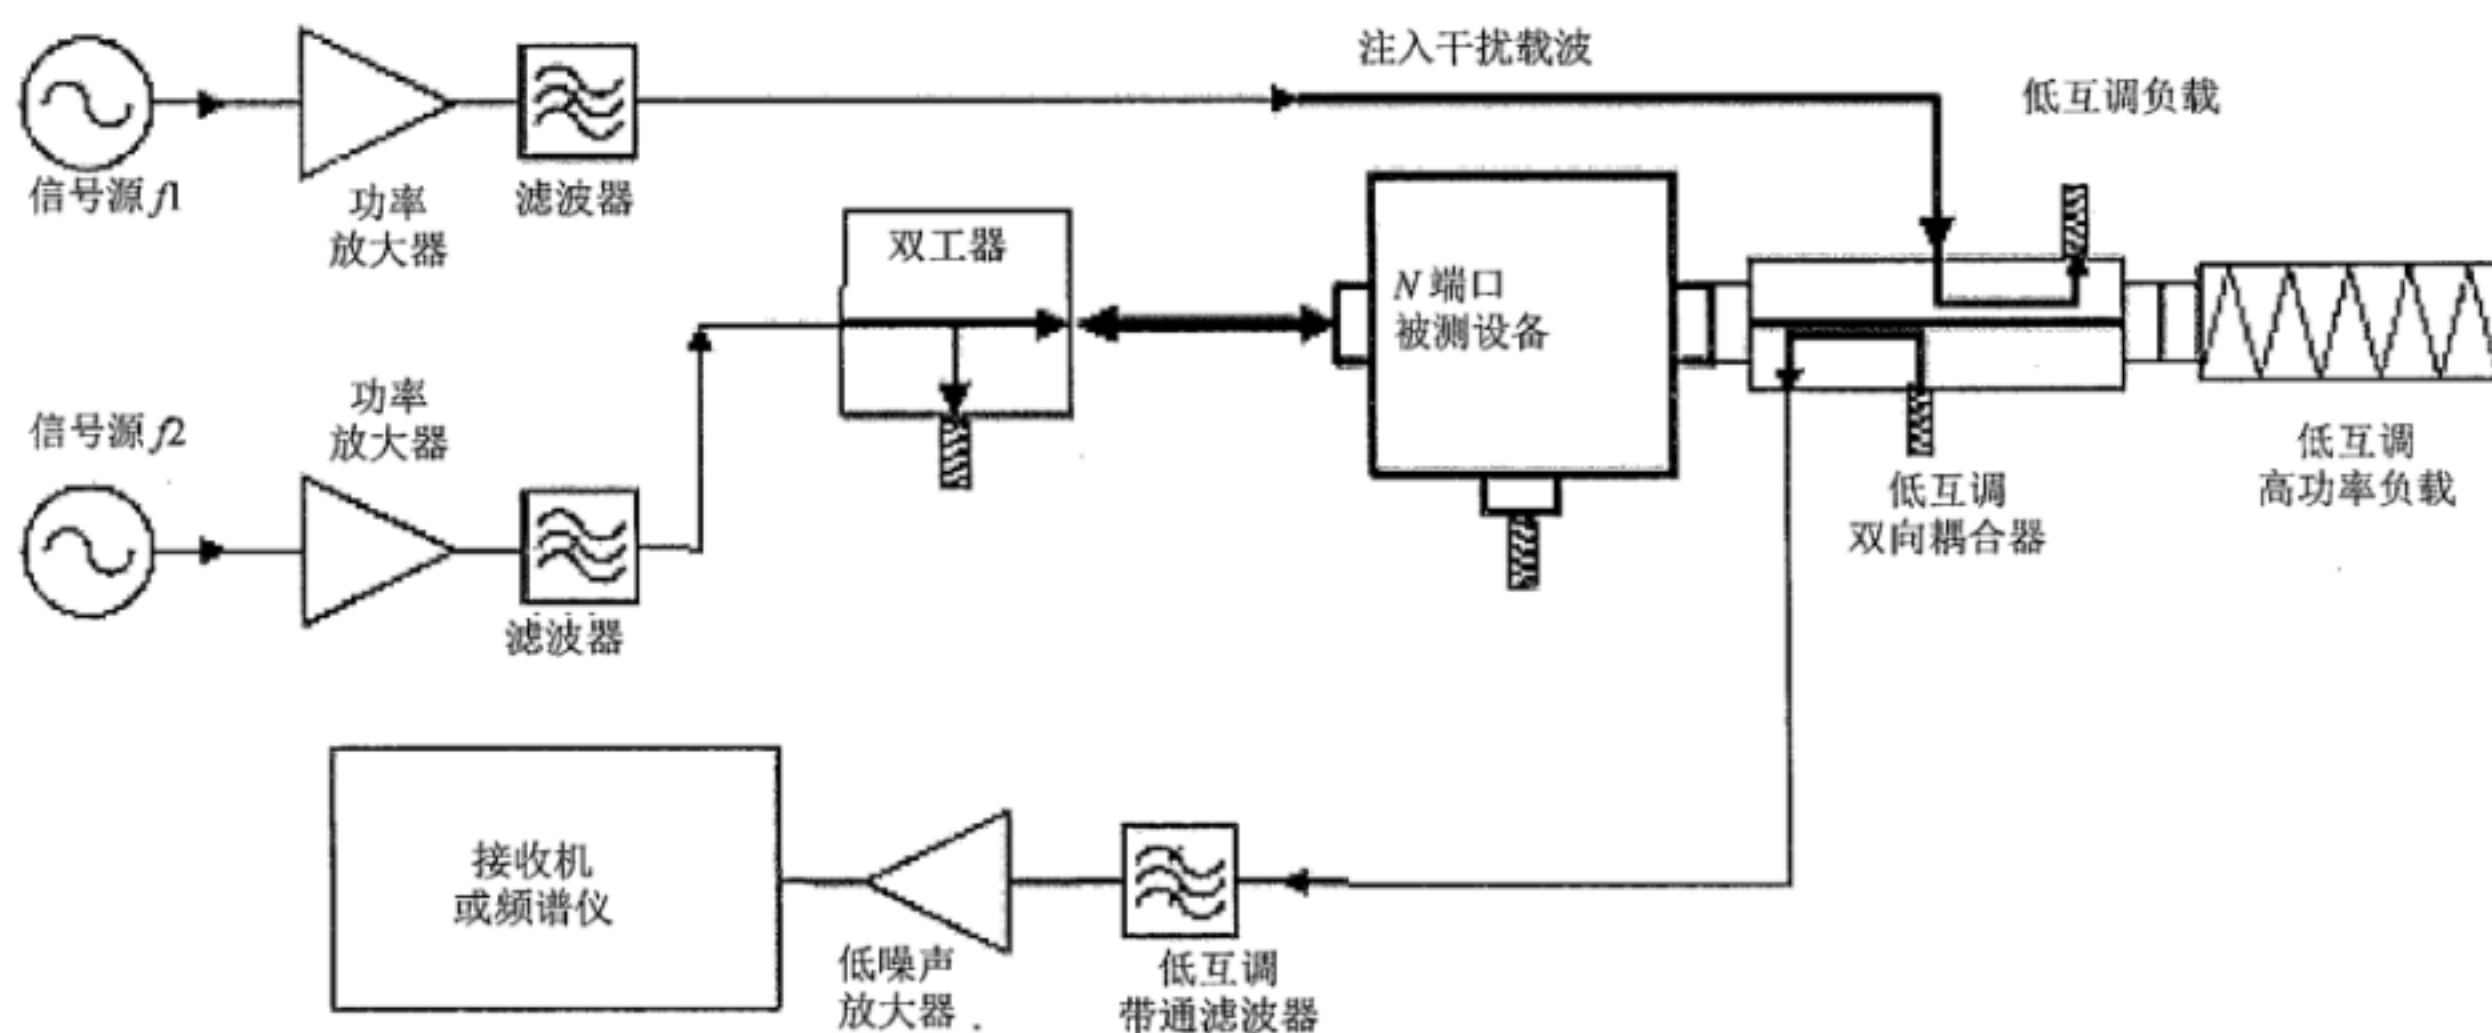 注入干扰载波
低互调负载
信号源 f1
功率
放大器
滤波器
双工器
N 端口
被测设备
信号源 f2
功率
放大器
滤波器
低互调
双向耦合器
低互调
高功率负载
接收机
或频谱仪
低噪声
放大器
低互调
带通滤波器